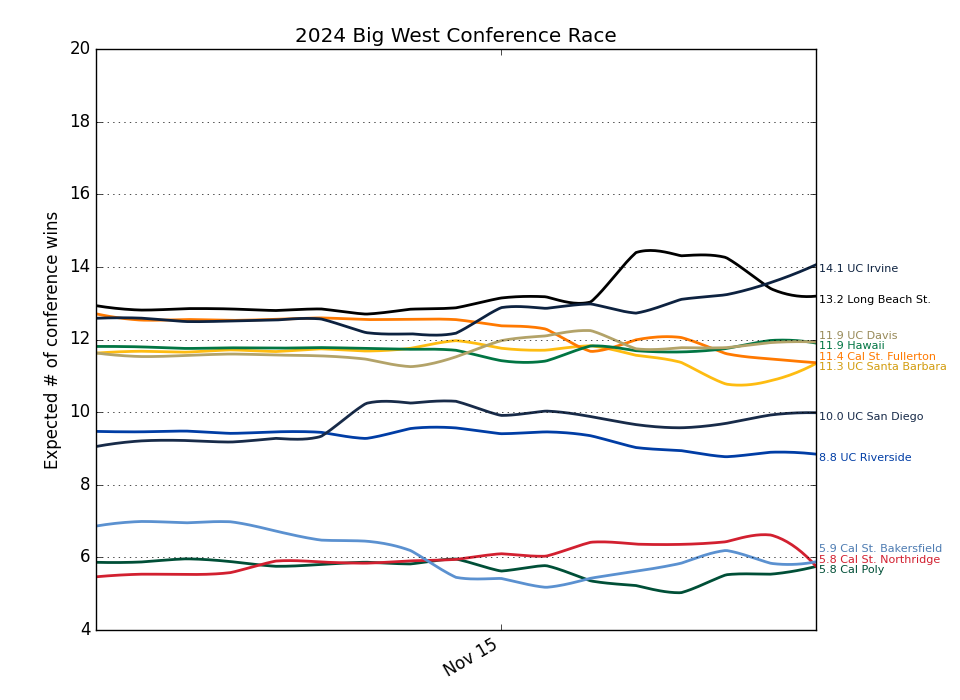 2024 Big West Conference Race
Expected # of conference wins
20
18
16
14
12
10
8
6
4
Nov 15
14.1 UC Irvine
13.2 Long Beach St.
11.9 UC Davis
11.9 Hawaii
11.4 Cal St. Fullerton
11.3 UC Santa Barbara
10.0 UC San Diego
8.8 UC Riverside
5.9 Cal St. Bakersfield
5.8 Cal St. Northridge
5.8 Cal Poly